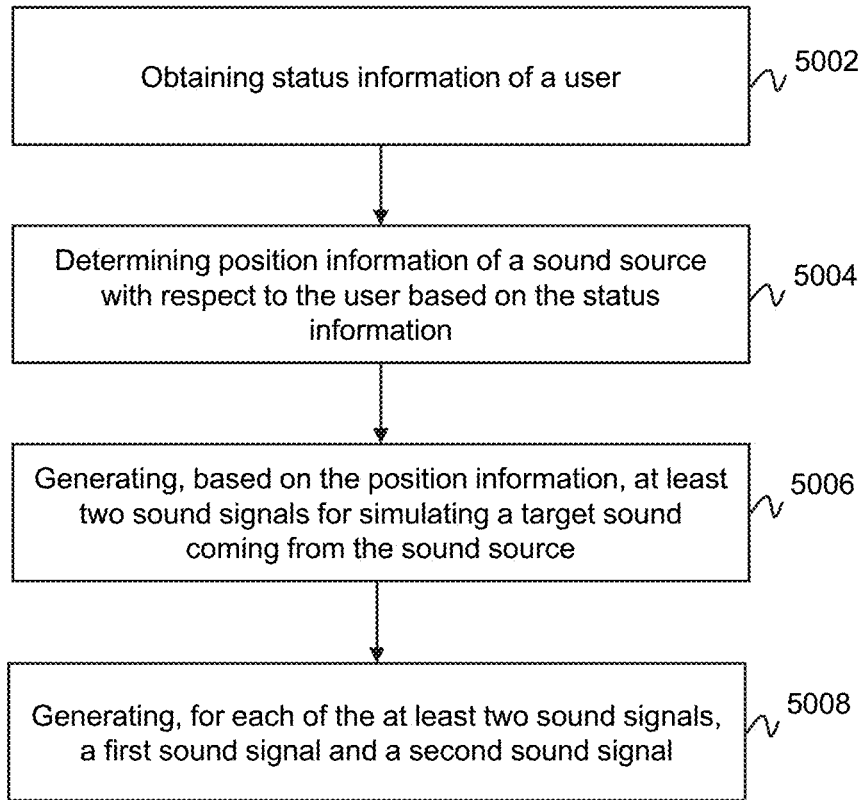 Obtaining status information of a user
5002
Determining position information of a sound source
with respect to the user based on the status
information
5004
Generating, based on the position information, at least
two sound signals for simulating a target sound
coming from the sound source
5006
Generating, for each of the at least two sound signals,
a first sound signal and a second sound signal
5008